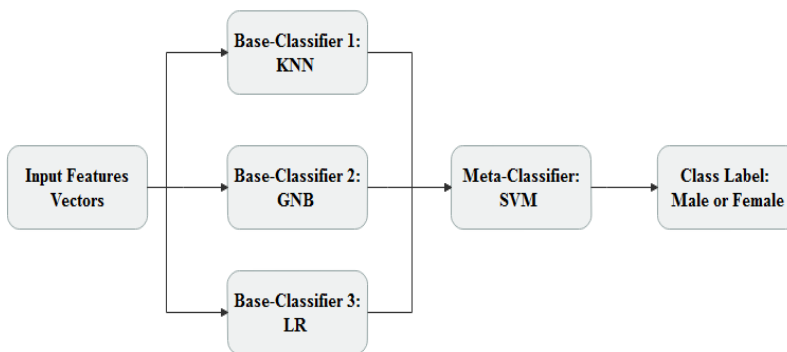 Base-Classifier 1:
KNN
Input Features
Vectors
Base-Classifier 2:
GNB
Meta-Classifier:
SVM
Class Label:
Male or Female
Base-Classifier 3:
LR